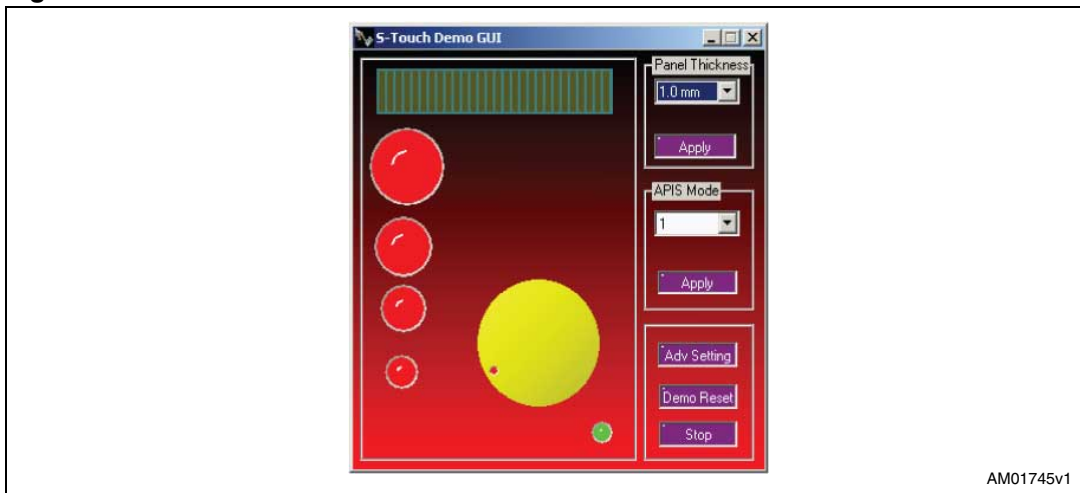 S-Touch Demo GUI
Panel Thickness
1.0 mm
Apply
APIS Mode
1
Apply
Adv Setting
Demo Reset
Stop
AM01745v1